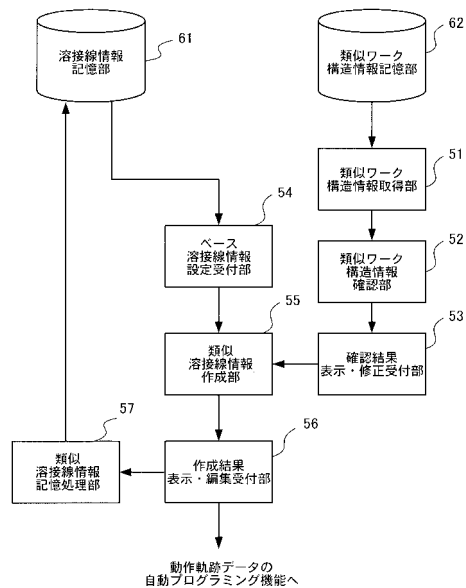 溶接線情報
記憶部
61
類似ワーク
構造情報記憶部
62
類似ワーク
構造情報取得部
51
ベース
溶接線情報
設定受付部
54
類似ワーク
構造情報
確認部
52
類似
溶接線情報
作成部
55
確認結果
表示・修正受付部
53
類似
溶接線情報
記憶処理部
57
作成結果
表示・編集受付部
56
動作軌跡データの
自動プログラミング機能へ